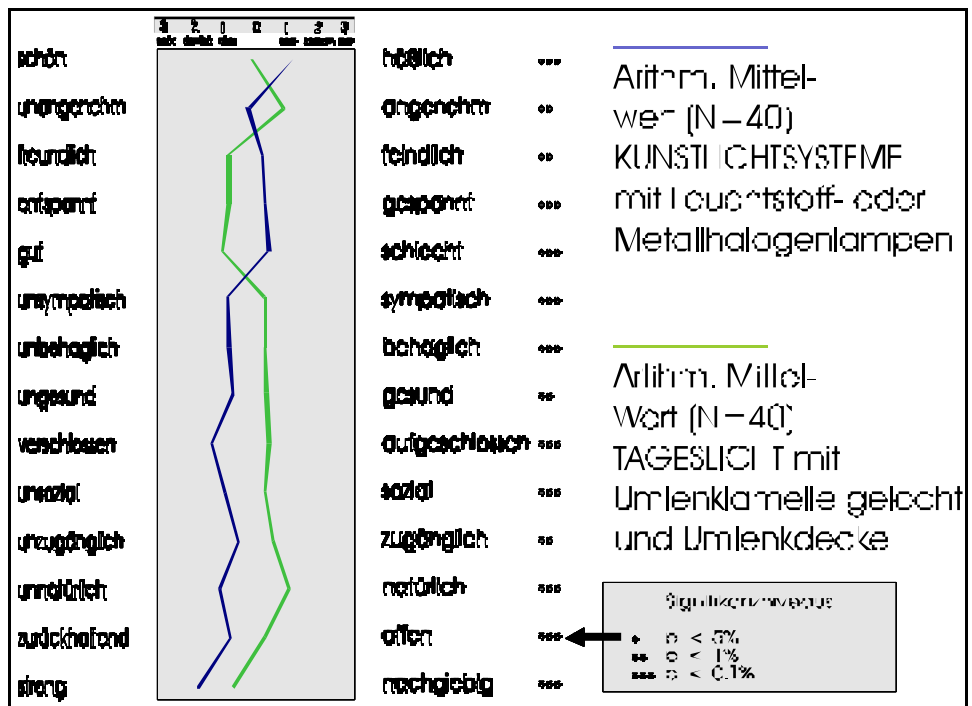 3 2 1 0 1 2 3
schön häßlich ***
unangenehm angenehm **
freundlich feindlich **
entspannt gespannt ***
gut schlecht ***
unsympatisch sympatisch ***
unbehaglich behaglich ***
ungesund gesund **
verschlossen aufgeschlossen ***
unsozial sozial ***
unzugänglich zugänglich **
unnatürlich natürlich ***
zurückhaltend offen ***
streng nachgiebig ***
Arithm. Mittel-
wert (N=40)
KUNSTLICHTSYSTEME
mit Leuchtstoff- oder
Metallhalogenlampen
Arithm. Mittel-
Wert (N=40)
TAGESLICHT mit
Umlenklamelle gelocht
und Umlenkdecke
Signifikanzniveaus
* p < 5%
** p < 1%
*** p < 0.1%